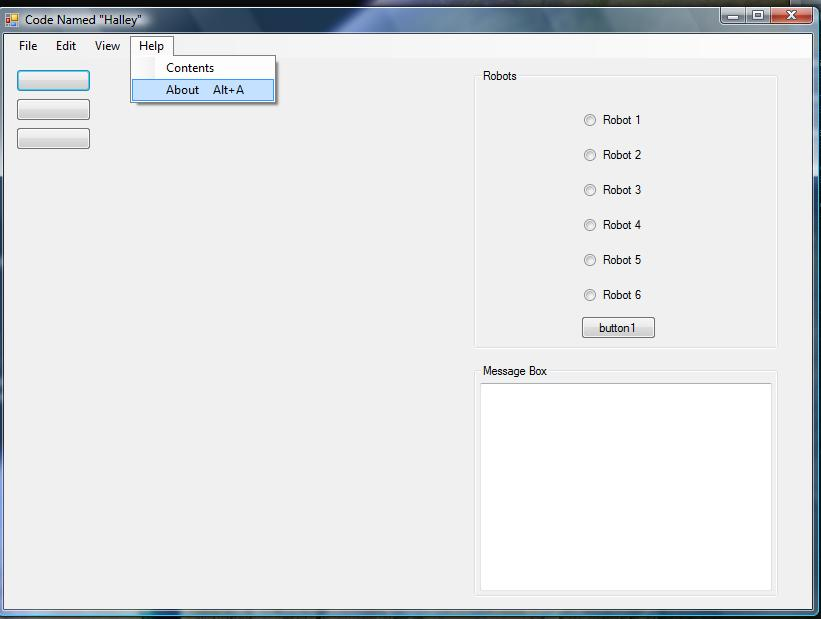 Code Named "Halley"
File Edit View Help
Contents
About Alt+A
Robots
Robot 1
Robot 2
Robot 3
Robot 4
Robot 5
Robot 6
button1
Message Box